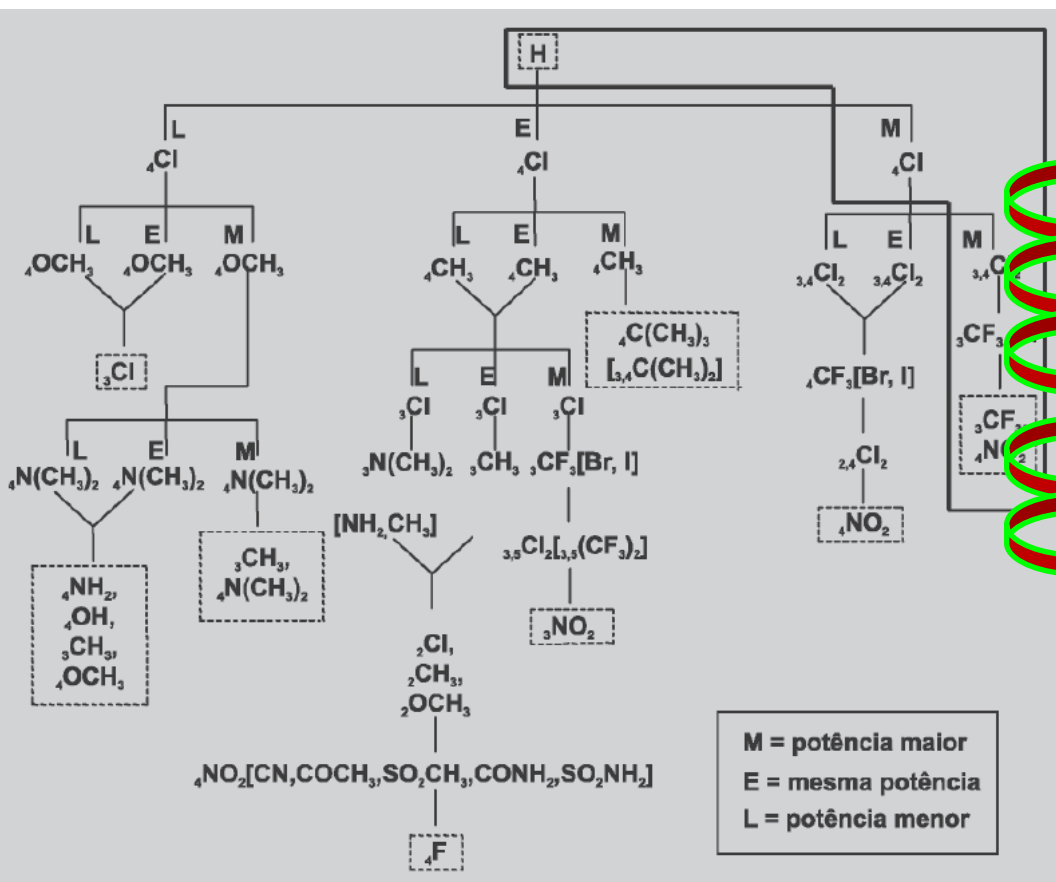 H
L E M
₄Cl ₄Cl ₄Cl
L E M L E M L E M
₄OCH₃ ₄OCH₃ ₄OCH₃ ₄CH₃ ₄CH₃ ₄CH₃ ₃,₄Cl₂ ₃,₄Cl₂
₃Cl
₄C(CH₃)₃
[₃,₄C(CH₃)₂]
₃CF₃
₄CF₃[Br, I]
L E M
₃Cl ₃Cl ₃Cl
₃N(CH₃)₂ ₃CH₃ ₃CF₃[Br, I]
₂,₄Cl₂
₄NO₂
L E M
₄N(CH₃)₂ ₄N(CH₃)₂ ₄N(CH₃)₂
[NH₂,CH₃]
₃,₅Cl₂[₃,₅(CF₃)₂]
₃NO₂
₄NH₂,
₄OH,
₃CH₃,
₄OCH₃
₃CH₃,
₄N(CH₃)₂
₂Cl,
₂CH₃,
₂OCH₃
₄NO₂[CN,COCH₃,SO₂CH₃,CONH₂,SO₂NH₂]
₄F
M = potência maior
E = mesma potência
L = potência menor